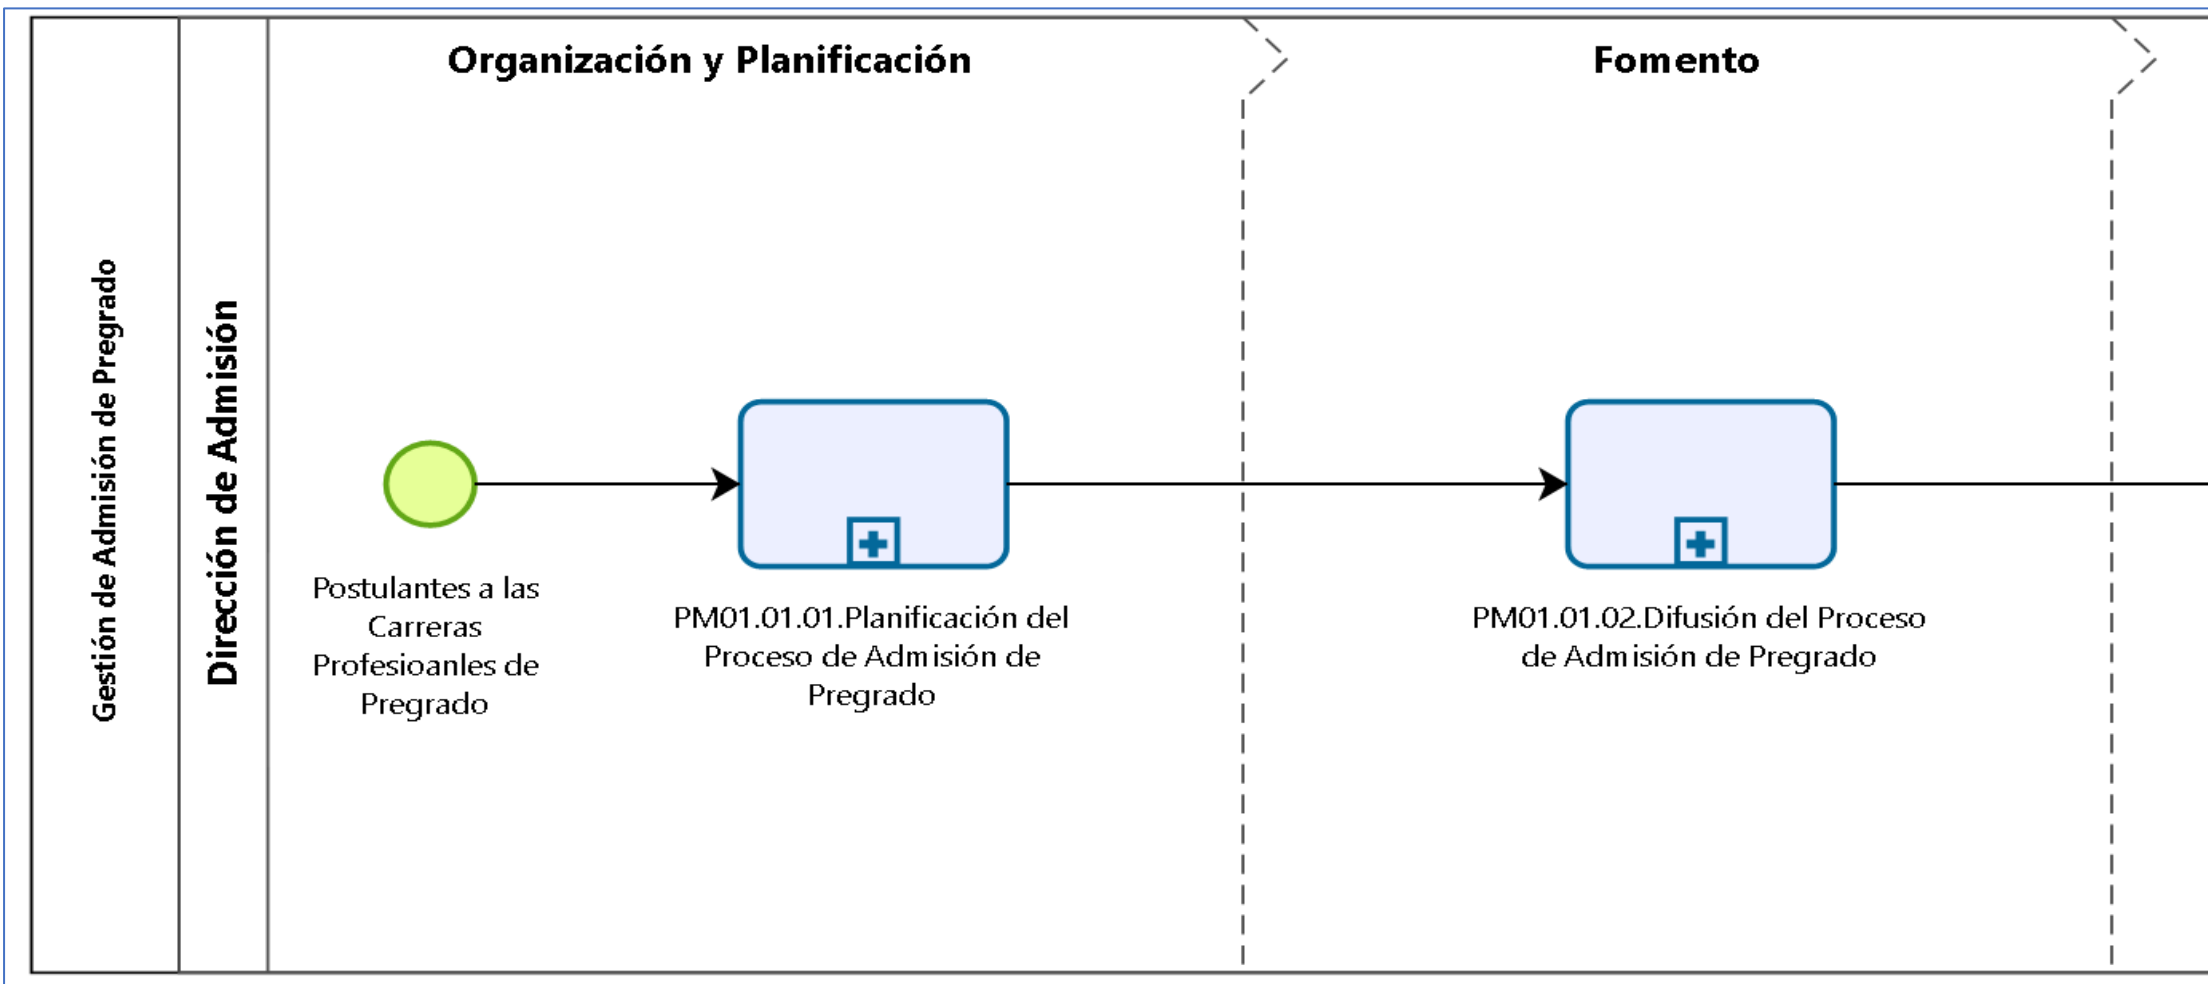 Gestión de Admisión de Pregrado
Dirección de Admisión
Organización y Planificación
Fomento
Postulantes a las
Carreras
Profesioanles de
Pregrado
PM01.01.01.Planificación del
Proceso de Admisión de
Pregrado
PM01.01.02.Difusión del Proceso
de Admisión de Pregrado